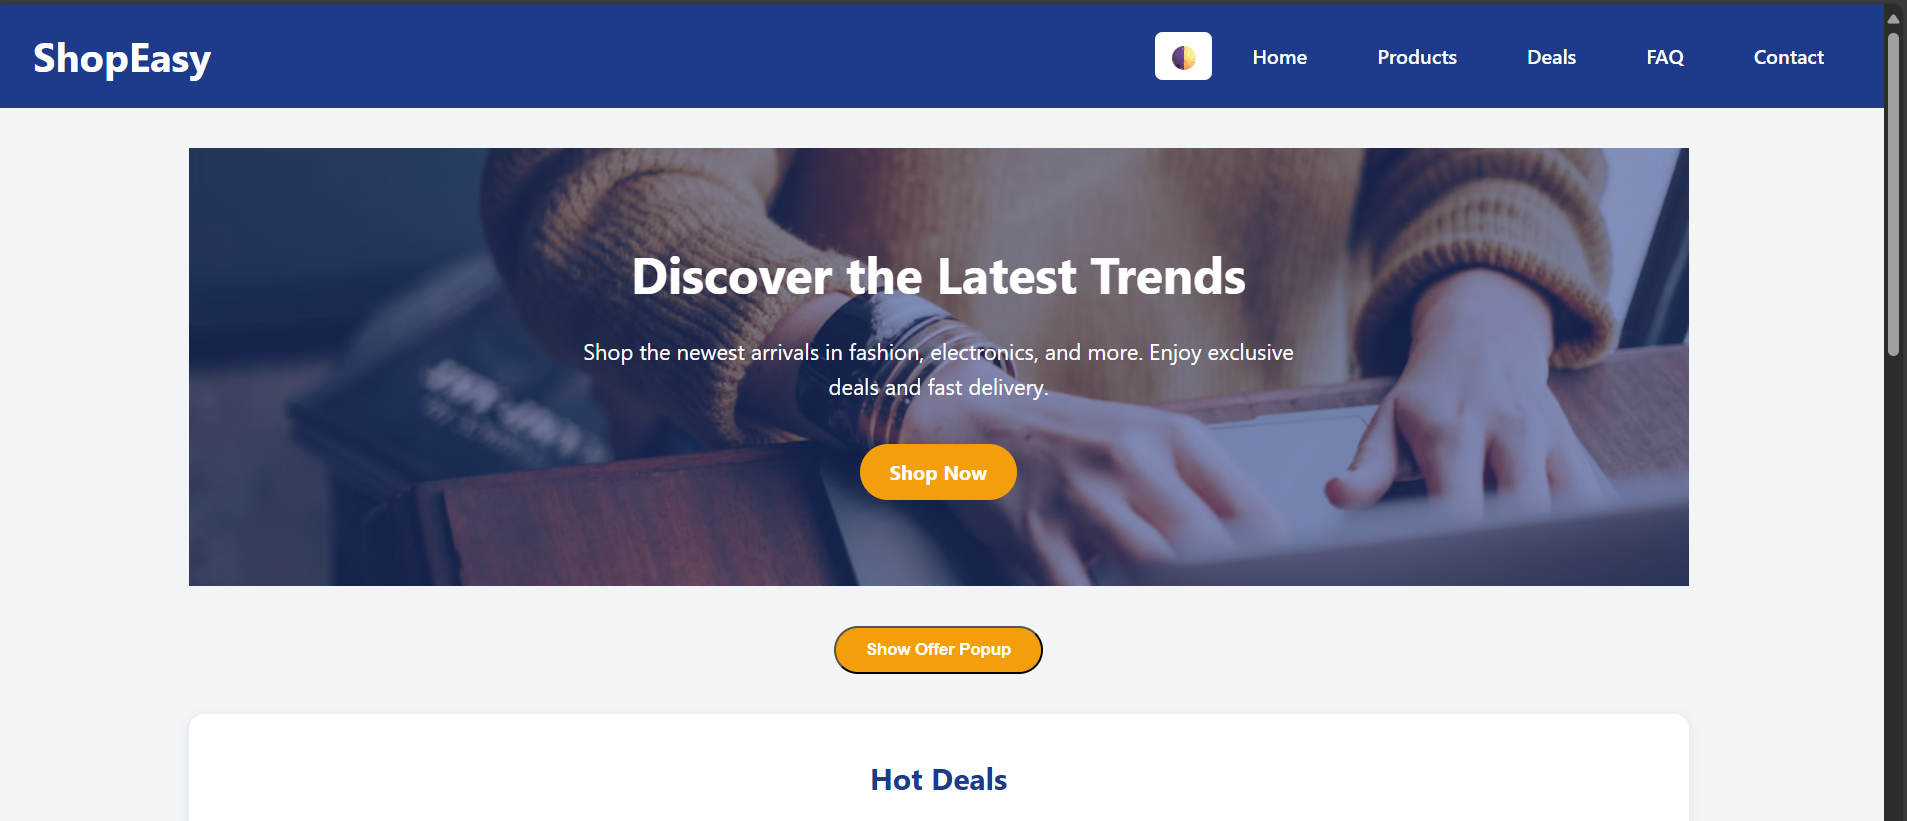 ShopEasy
Home
Products
Deals
FAQ
Contact
Discover the Latest Trends
Shop the newest arrivals in fashion, electronics, and more. Enjoy exclusive
deals and fast delivery.
Shop Now
Show Offer Popup
Hot Deals